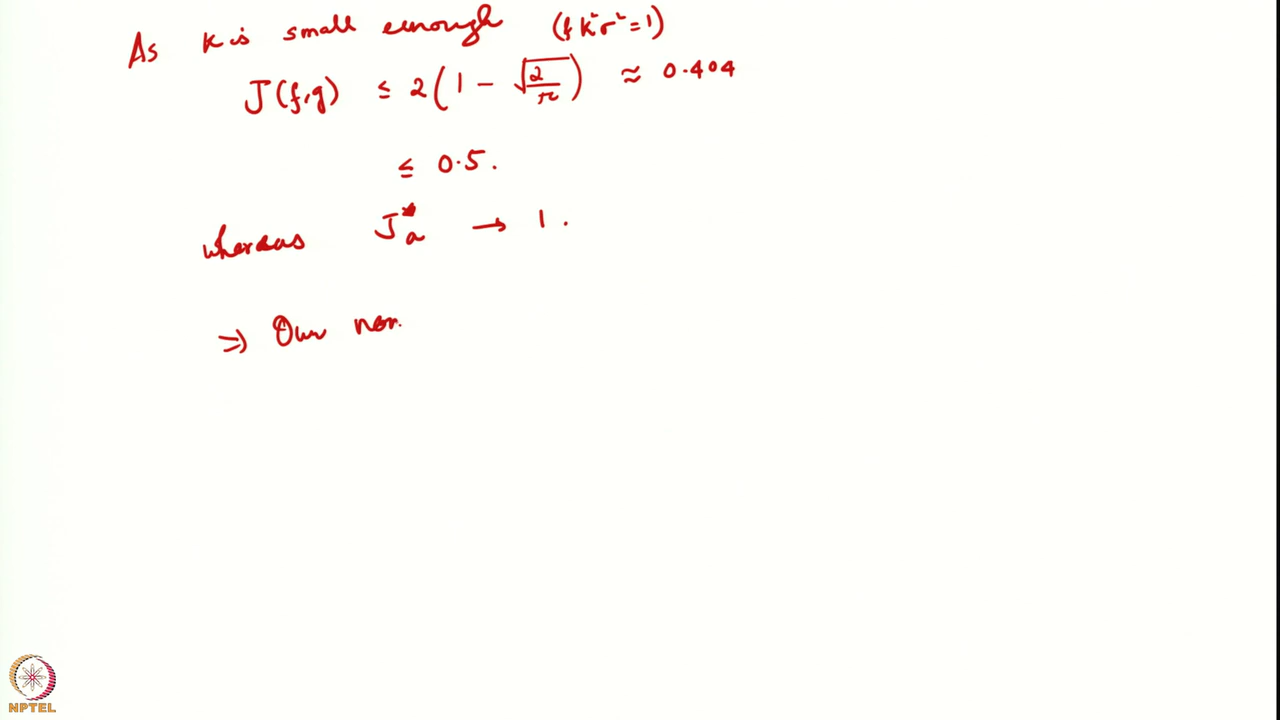 As k is small enough (& k²σ² = 1)
J(f,g) ≤ 2(1 - √(2/π)) ≈ 0.404
≤ 0.5.
whereas J*ₐ → 1.
⇒ Our non
NPTEL